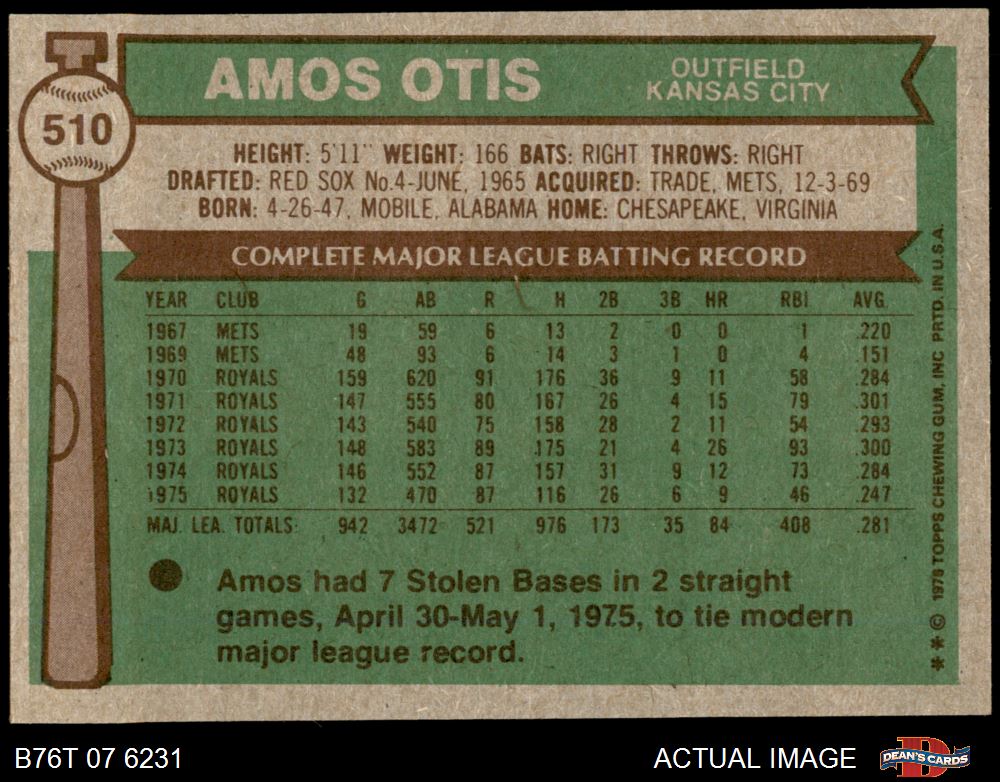 510
AMOS OTIS
OUTFIELD
KANSAS CITY
HEIGHT: 5'11" WEIGHT: 166 BATS: RIGHT THROWS: RIGHT
DRAFTED: RED SOX No.4-JUNE, 1965 ACQUIRED: TRADE, METS, 12-3-69
BORN: 4-26-47, MOBILE, ALABAMA HOME: CHESAPEAKE, VIRGINIA
COMPLETE MAJOR LEAGUE BATTING RECORD
YEAR CLUB G AB R H 2B 3B HR RBI AVG.
1967 METS 19 59 6 13 2 0 0 1 .220
1969 METS 48 93 6 14 3 1 0 4 .151
1970 ROYALS 159 620 91 176 36 9 11 58 .284
1971 ROYALS 147 555 80 167 26 4 15 79 .301
1972 ROYALS 143 540 75 158 28 2 11 54 .293
1973 ROYALS 148 583 89 175 21 4 26 93 .300
1974 ROYALS 146 552 87 157 31 9 12 73 .284
1975 ROYALS 132 470 87 116 26 6 9 46 .247
MAJ. LEA. TOTALS 942 3472 521 976 173 35 84 408 .281
Amos had 7 Stolen Bases in 2 straight
games, April 30-May 1, 1975, to tie modern
major league record.
** © 1976 TOPPS CHEWING GUM, INC PRTD. IN U.S.A.
B76T 07 6231
ACTUAL IMAGE
DEAN'S CARDS